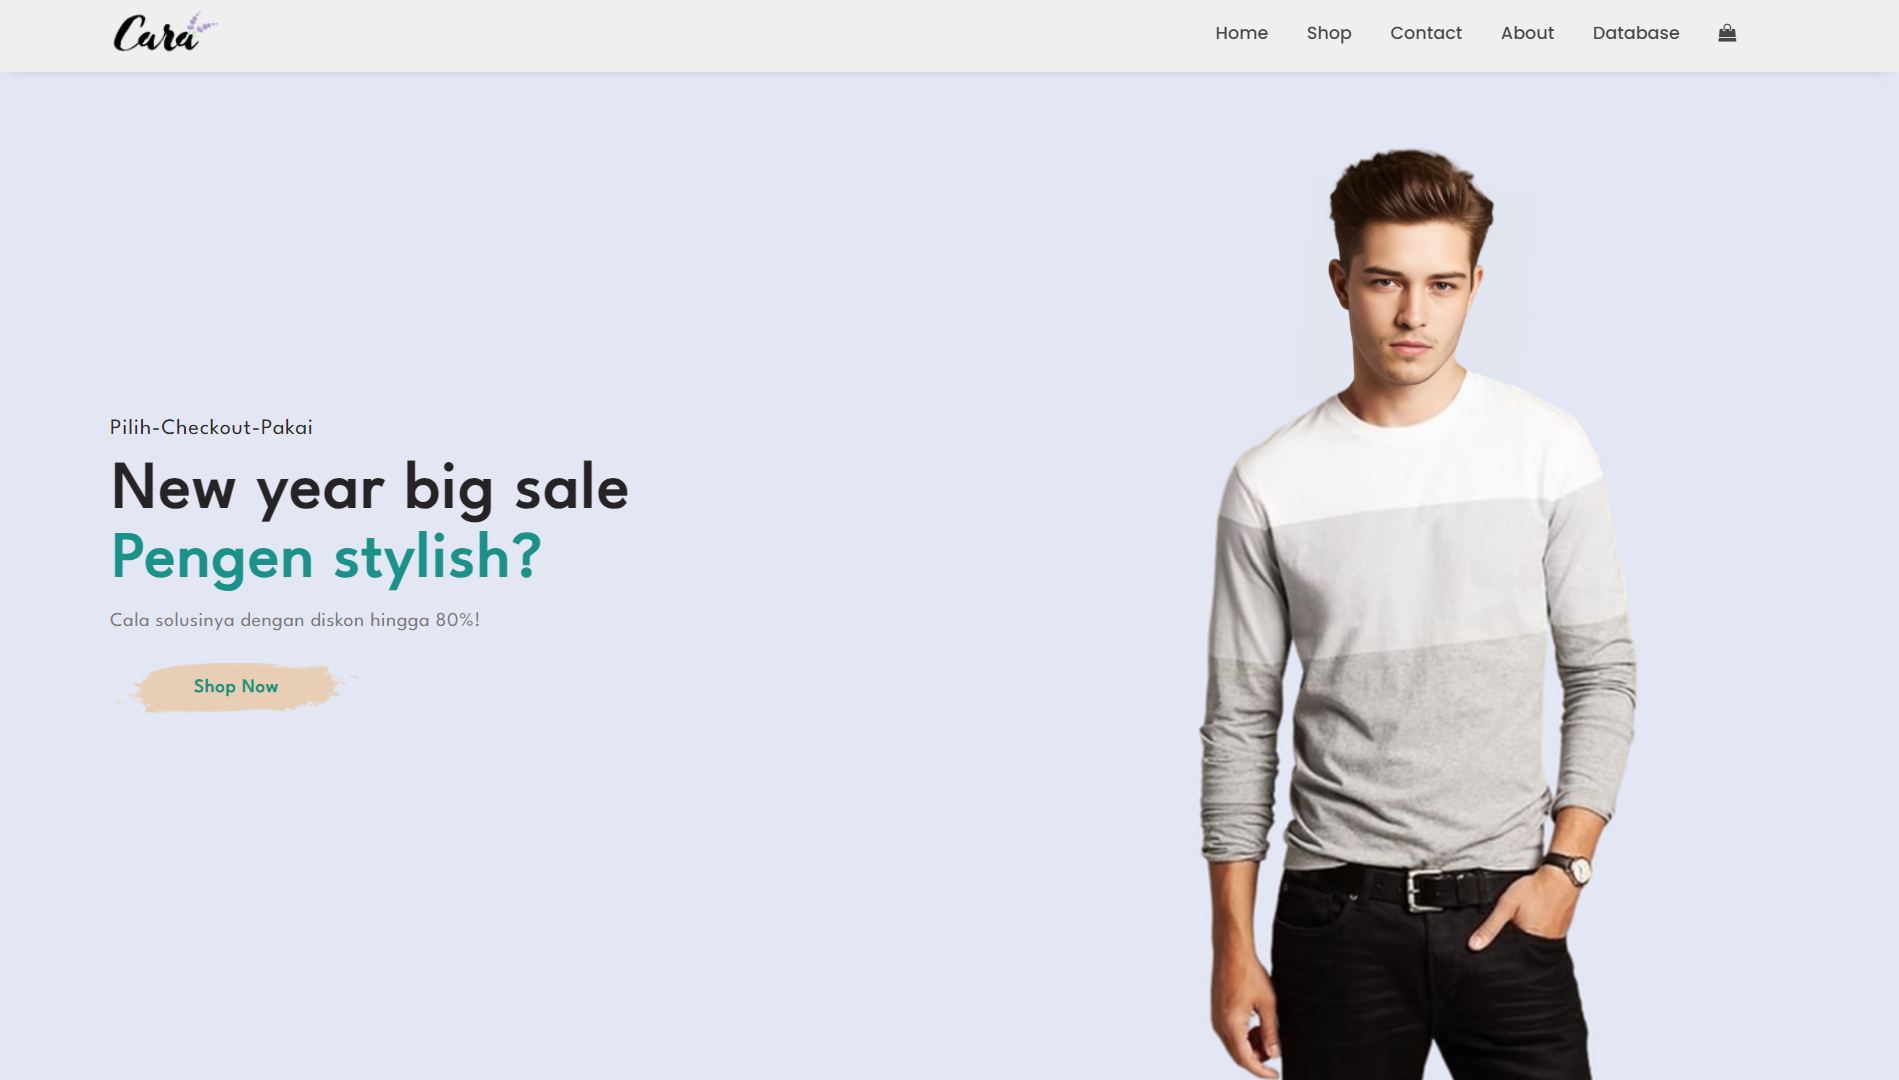 Cara
Home Shop Contact About Database
Pilih-Checkout-Pakai
New year big sale
Pengen stylish?
Cala solusinya dengan diskon hingga 80%!
Shop Now